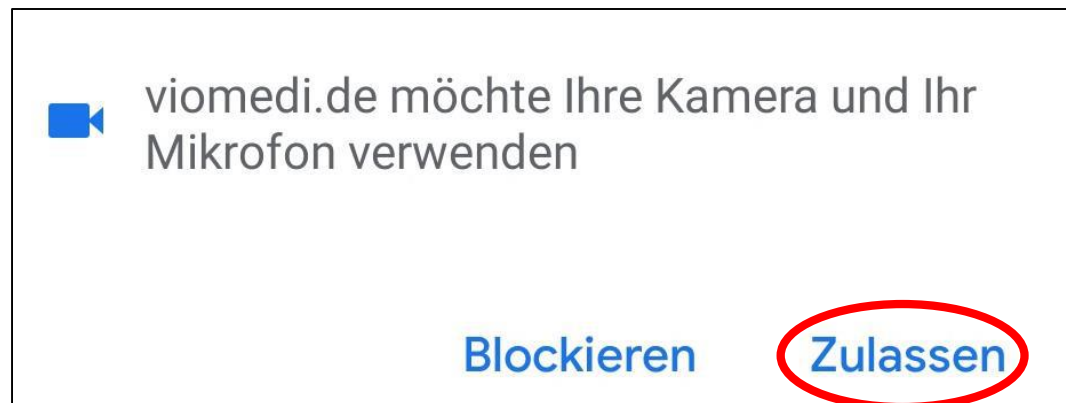 viomedi.de möchte Ihre Kamera und Ihr
Mikrofon verwenden
Blockieren Zulassen